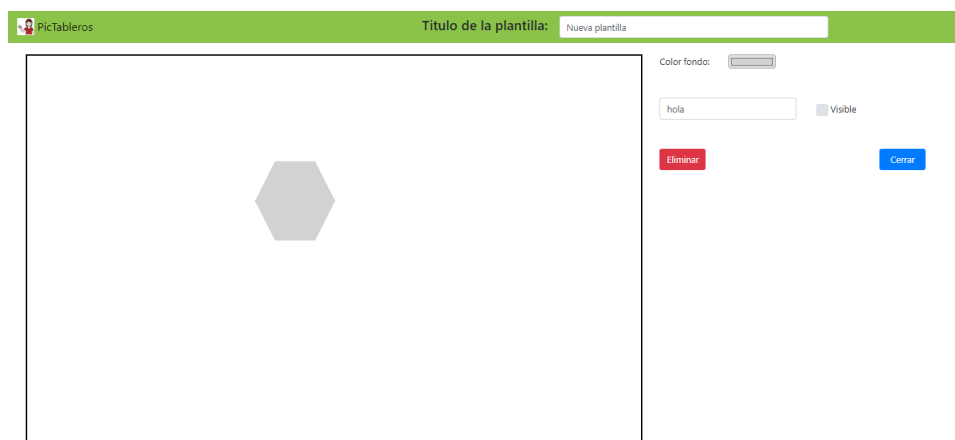 PicTableros
Titulo de la plantilla:
Nueva plantilla
Color fondo:
hola
Visible
Eliminar
Cerrar